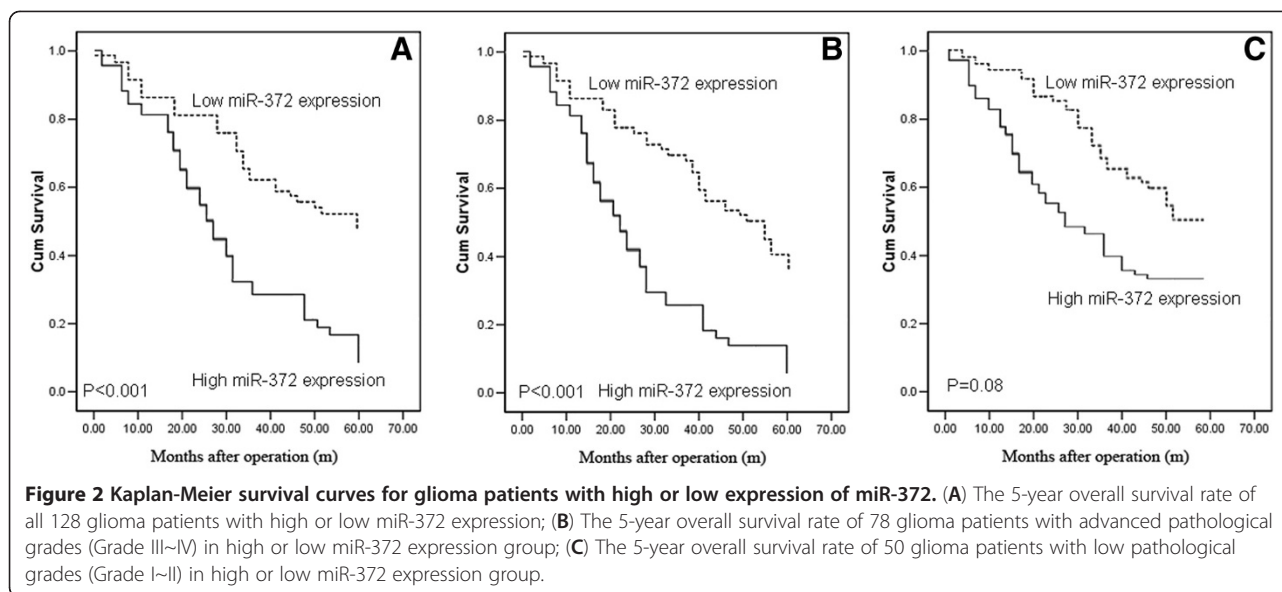 A
1.0
0.8
0.6
0.4
0.2
0.0
Cum Survival
Low miR-372 expression
High miR-372 expression
P<0.001
0.00 10.00 20.00 30.00 40.00 50.00 60.00 70.00
Months after operation (m)
B
1.0
0.8
0.6
0.4
0.2
0.0
Cum Survival
Low miR-372 expression
P<0.001 High miR-372 expression
0.00 10.00 20.00 30.00 40.00 50.00 60.00 70.00
Months after operation (m)
C
1.0
0.8
0.6
0.4
0.2
0.0
Cum Survival
Low miR-372 expression
High miR-372 expression
P=0.08
0.00 10.00 20.00 30.00 40.00 50.00 60.00 70.00
Months after operation (m)
Figure 2 Kaplan-Meier survival curves for glioma patients with high or low expression of miR-372. (A) The 5-year overall survival rate of
all 128 glioma patients with high or low miR-372 expression; (B) The 5-year overall survival rate of 78 glioma patients with advanced pathological
grades (Grade III~IV) in high or low miR-372 expression group; (C) The 5-year overall survival rate of 50 glioma patients with low pathological
grades (Grade I~II) in high or low miR-372 expression group.